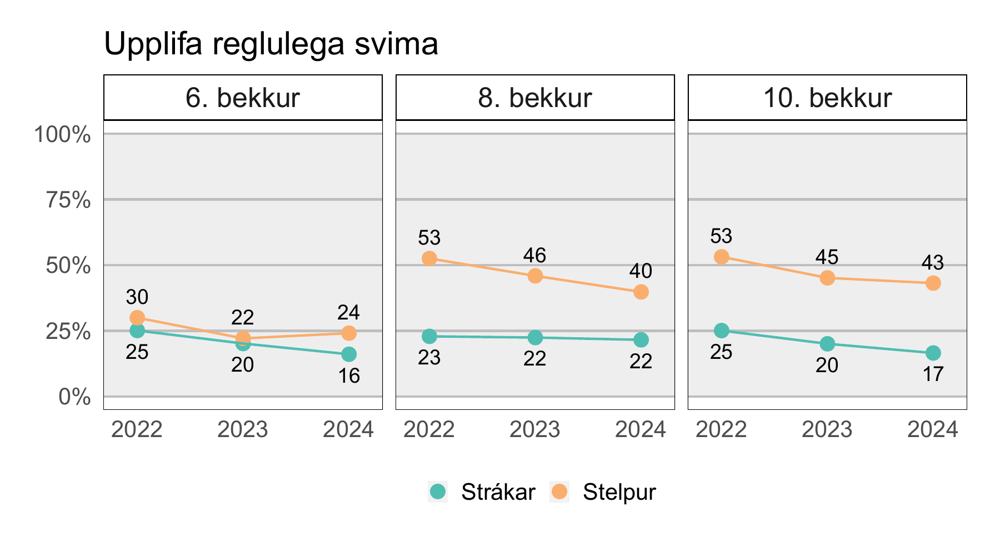 Upplifa reglulega svima
6. bekkur 8. bekkur 10. bekkur
100%
75%
50%
25%
0%
30 22 24
25 20 16
53 46 40
23 22 22
53 45 43
25 20 17
2022 2023 2024 2022 2023 2024 2022 2023 2024
Strákar Stelpur